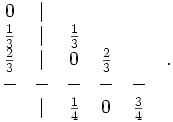 0 |
1/3 | 1/3
2/3 | 0 2/3 .
— — — — —
| 1/4 0 3/4